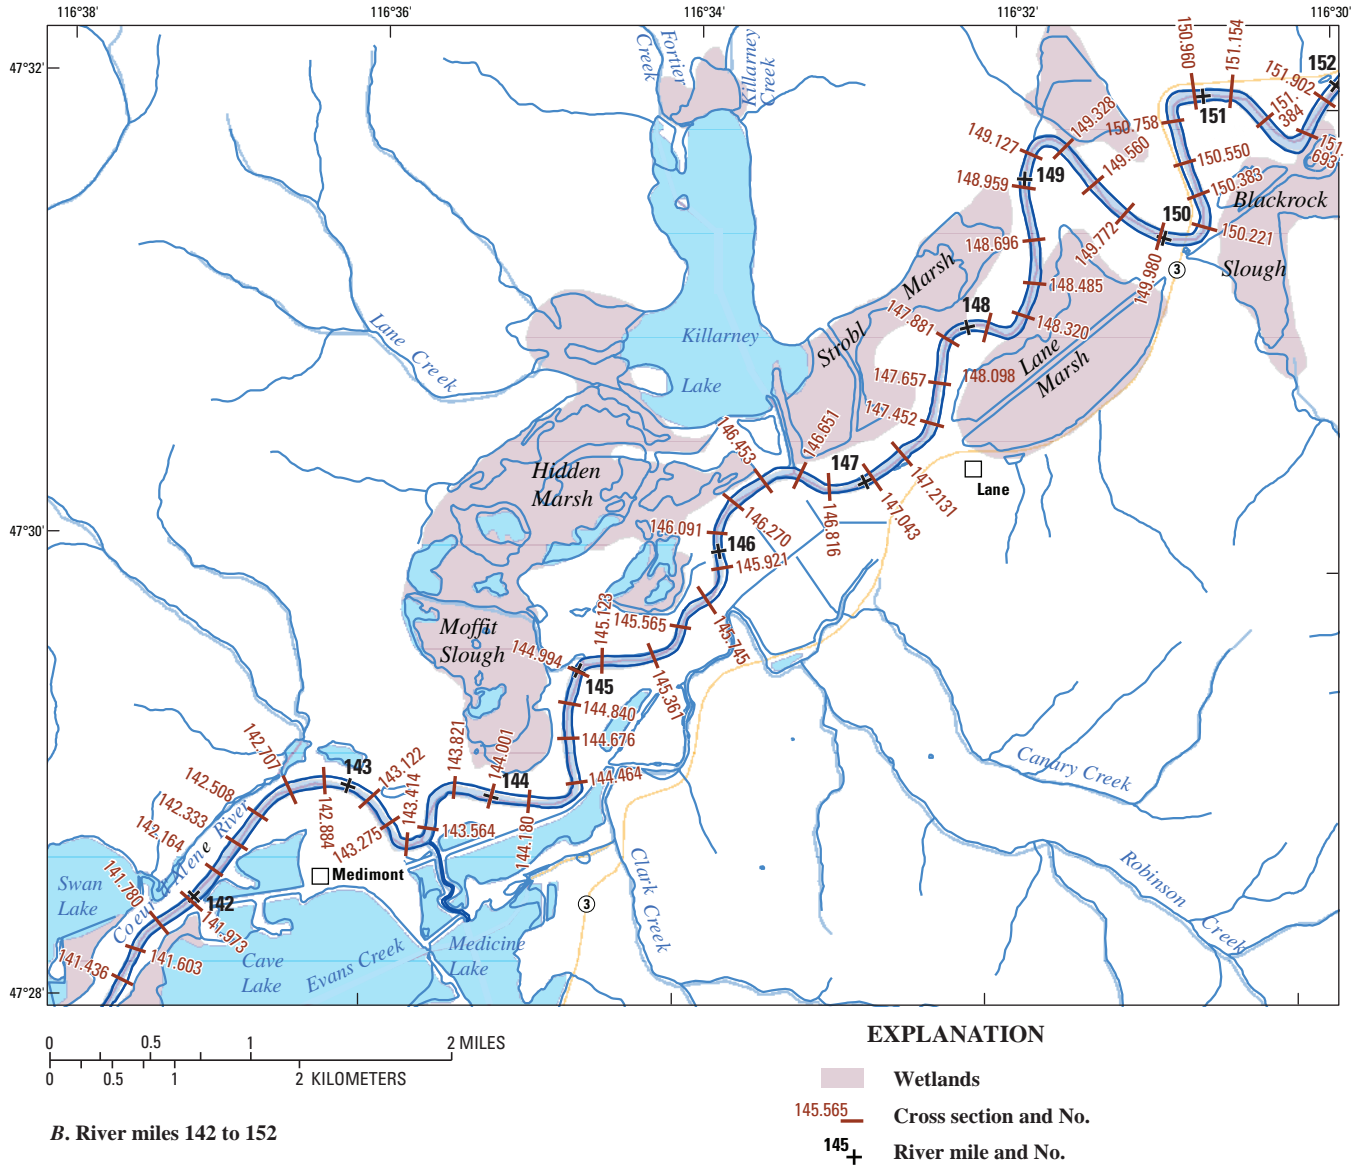 116°38'
116°36'
116°34'
116°32'
116°30'
47°32'
47°30'
47°28'
Fortier
Creek
Killarney
Creek
150.960
151.154
152
151.902
151
151.
384
151.
693
150.758
150.550
150.383
Blackrock
Slough
150
150.221
149.980
3
149.328
149.127
149.560
149
148.959
149.772
148.696
148.485
148
148.320
147.881
148.098
Strobl
Marsh
Lane
Marsh
147.657
147.452
Killarney
Lake
Lane Creek
146.651
146.453
147
147.2131
147.043
146.816
Lane
Hidden
Marsh
146.270
146.091
146
145.921
145.745
145.565
145.123
145.361
144.994
145
Moffit
Slough
144.840
144.676
144.464
144.001
144
144.180
143.821
143.564
143.414
143.122
143
143.275
142.884
142.707
142.508
142.333
142.164
142
141.973
141.780
141.603
141.436
Medimont
Coeur d'Alene River
Swan
Lake
Cave
Lake
Evans Creek
Medicine
Lake
3
Clark Creek
Canary Creek
Robinson
Creek
0 0.5 1 2 MILES
0 0.5 1 2 KILOMETERS
B. River miles 142 to 152
EXPLANATION
Wetlands
145.565 Cross section and No.
145 River mile and No.